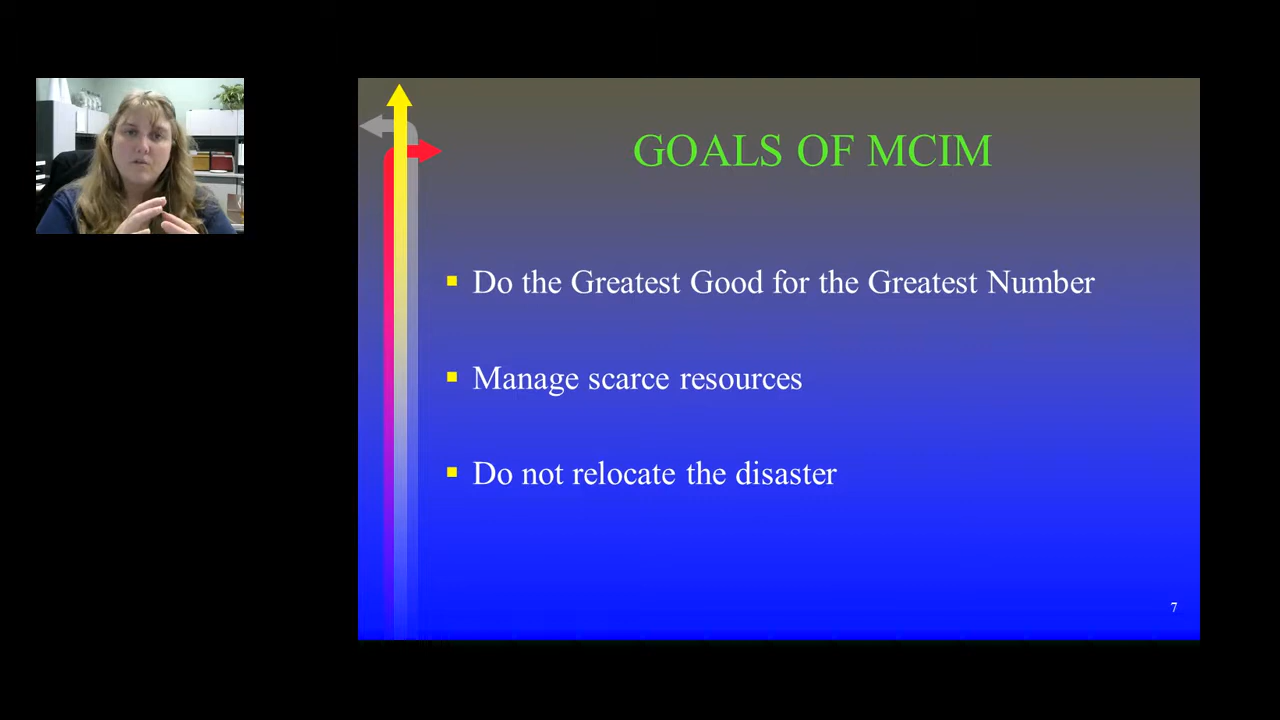 GOALS OF MCIM
Do the Greatest Good for the Greatest Number
Manage scarce resources
Do not relocate the disaster
7